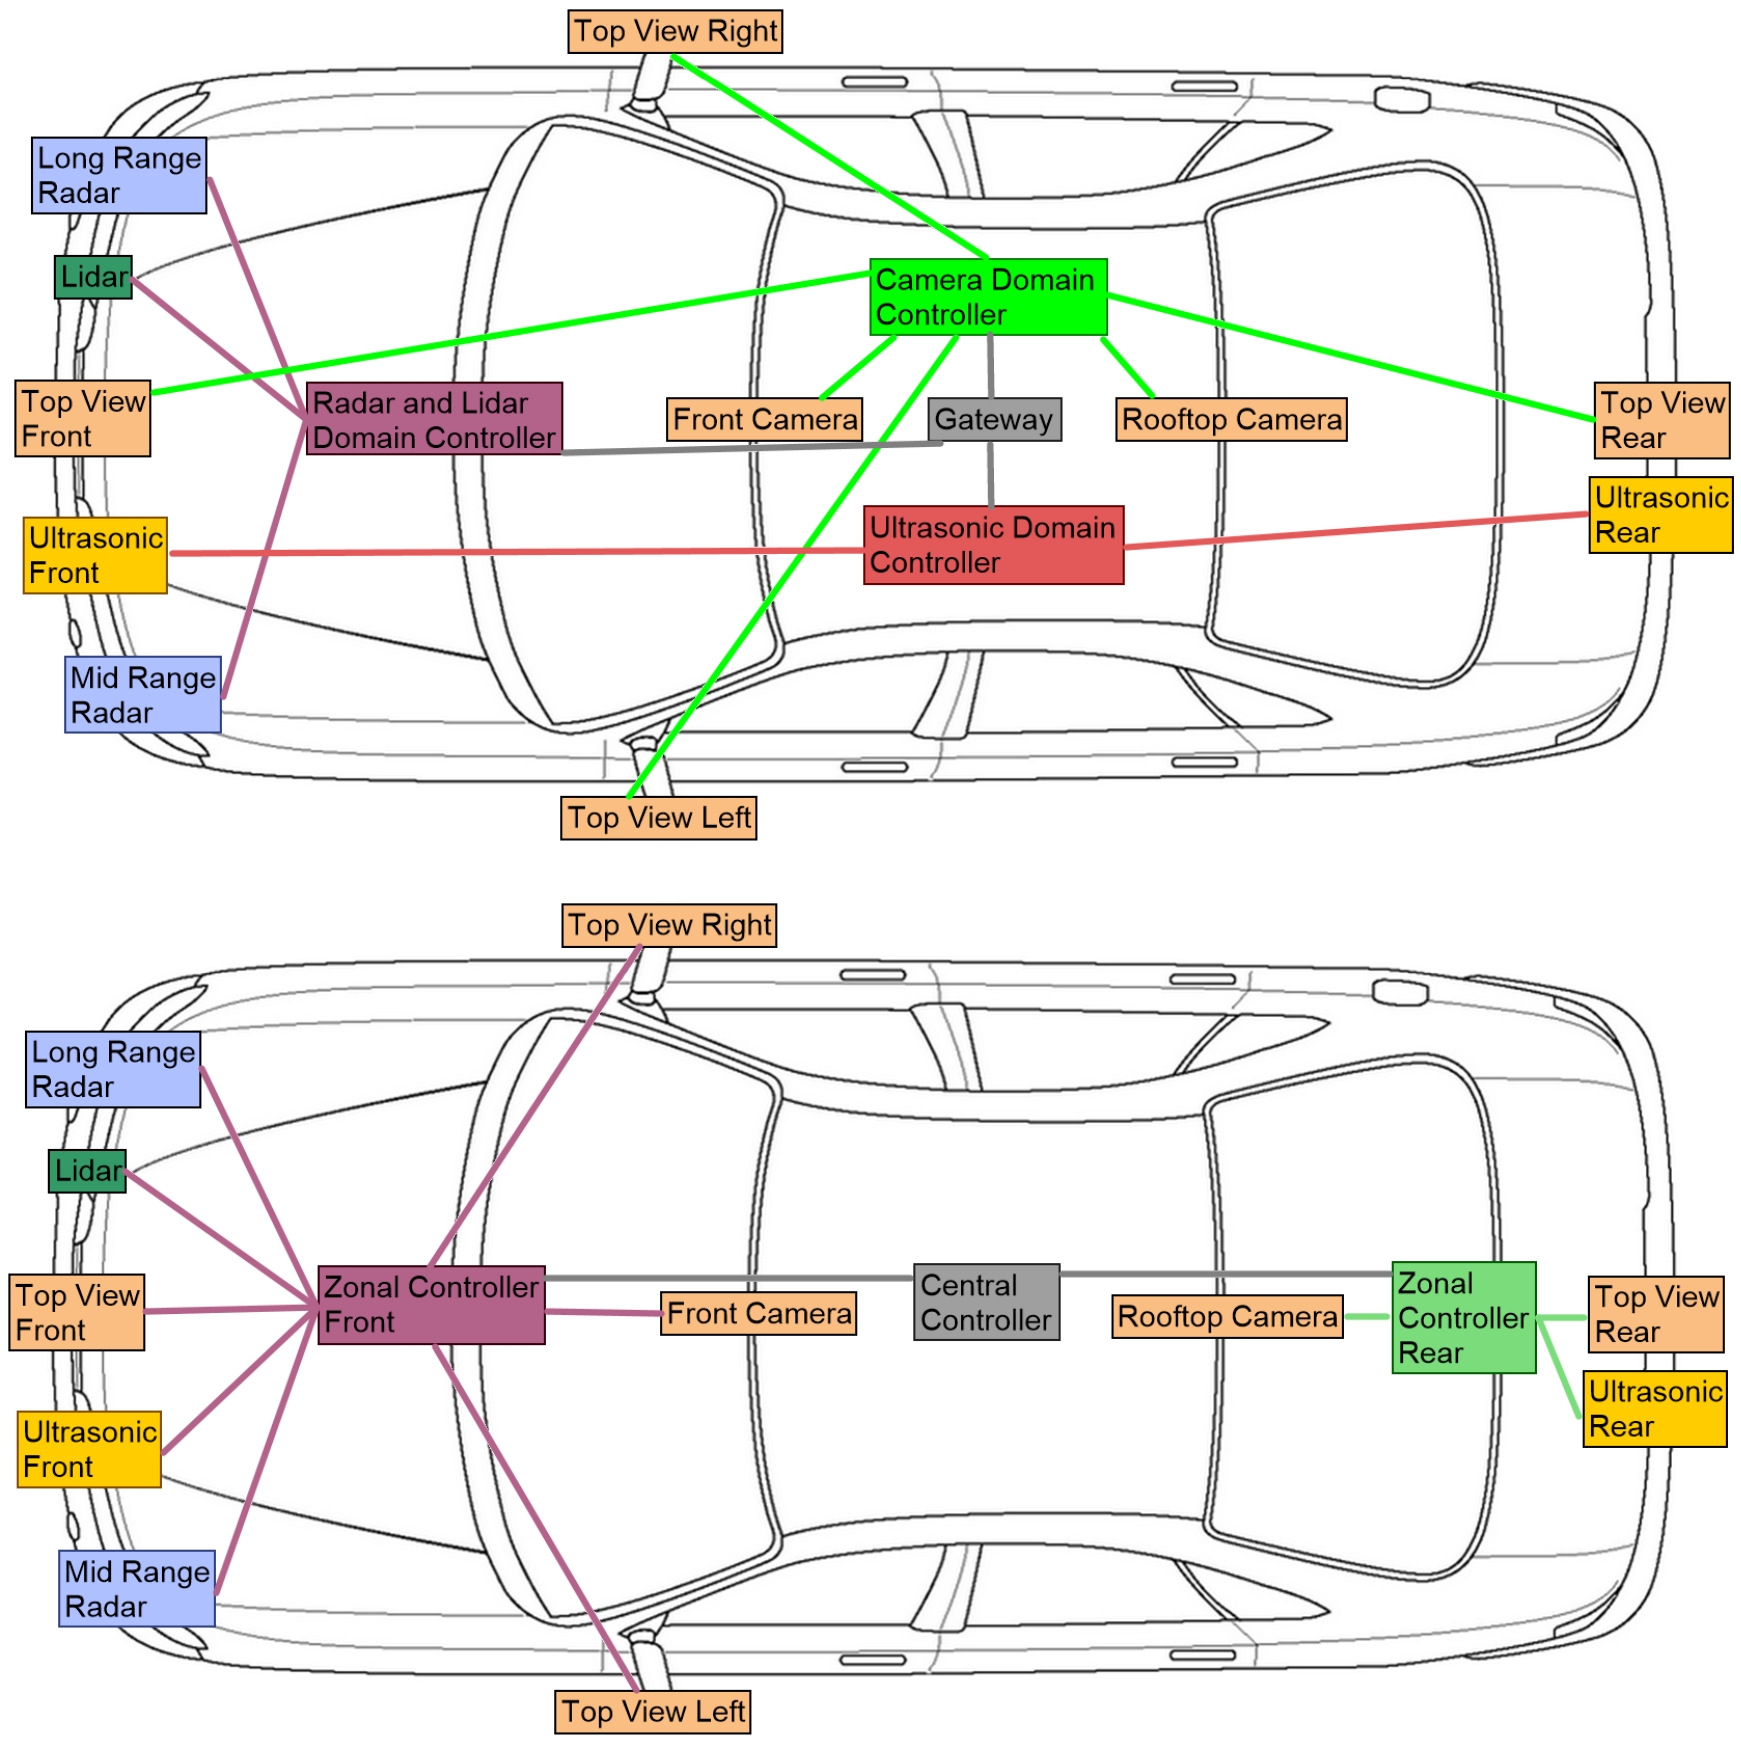 Top View Right
Long Range
Radar
Lidar
Camera Domain
Controller
Top View
Front
Radar and Lidar
Domain Controller
Front Camera
Gateway
Rooftop Camera
Top View
Rear
Ultrasonic
Rear
Ultrasonic
Front
Ultrasonic Domain
Controller
Mid Range
Radar
Top View Left
Top View Right
Long Range
Radar
Lidar
Top View
Front
Zonal Controller
Front
Front Camera
Central
Controller
Rooftop Camera
Zonal
Controller
Rear
Top View
Rear
Ultrasonic
Rear
Ultrasonic
Front
Mid Range
Radar
Top View Left